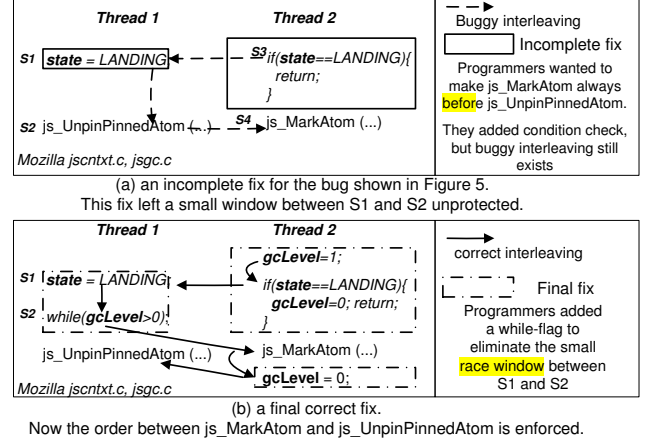 Thread 1
Thread 2
S1
state = LANDING
S3
if(state==LANDING){
return;
}
S2
js_UnpinPinnedAtom (...)
S4
js_MarkAtom (...)
Mozilla jscntxt.c, jsgc.c
Buggy interleaving
Incomplete fix
Programmers wanted to
make js_MarkAtom always
before js_UnpinPinnedAtom.
They added condition check,
but buggy interleaving still
exists
(a) an incomplete fix for the bug shown in Figure 5.
This fix left a small window between S1 and S2 unprotected.
Thread 1
Thread 2
gcLevel=1;
S1
state = LANDING;
if(state==LANDING){
gcLevel=0; return;
}
S2
while(gcLevel>0);
js_UnpinPinnedAtom (...)
js_MarkAtom (...)
gcLevel = 0;
Mozilla jscntxt.c, jsgc.c
correct interleaving
Final fix
Programmers added
a while-flag to
eliminate the small
race window between
S1 and S2
(b) a final correct fix.
Now the order between js_MarkAtom and js_UnpinPinnedAtom is enforced.